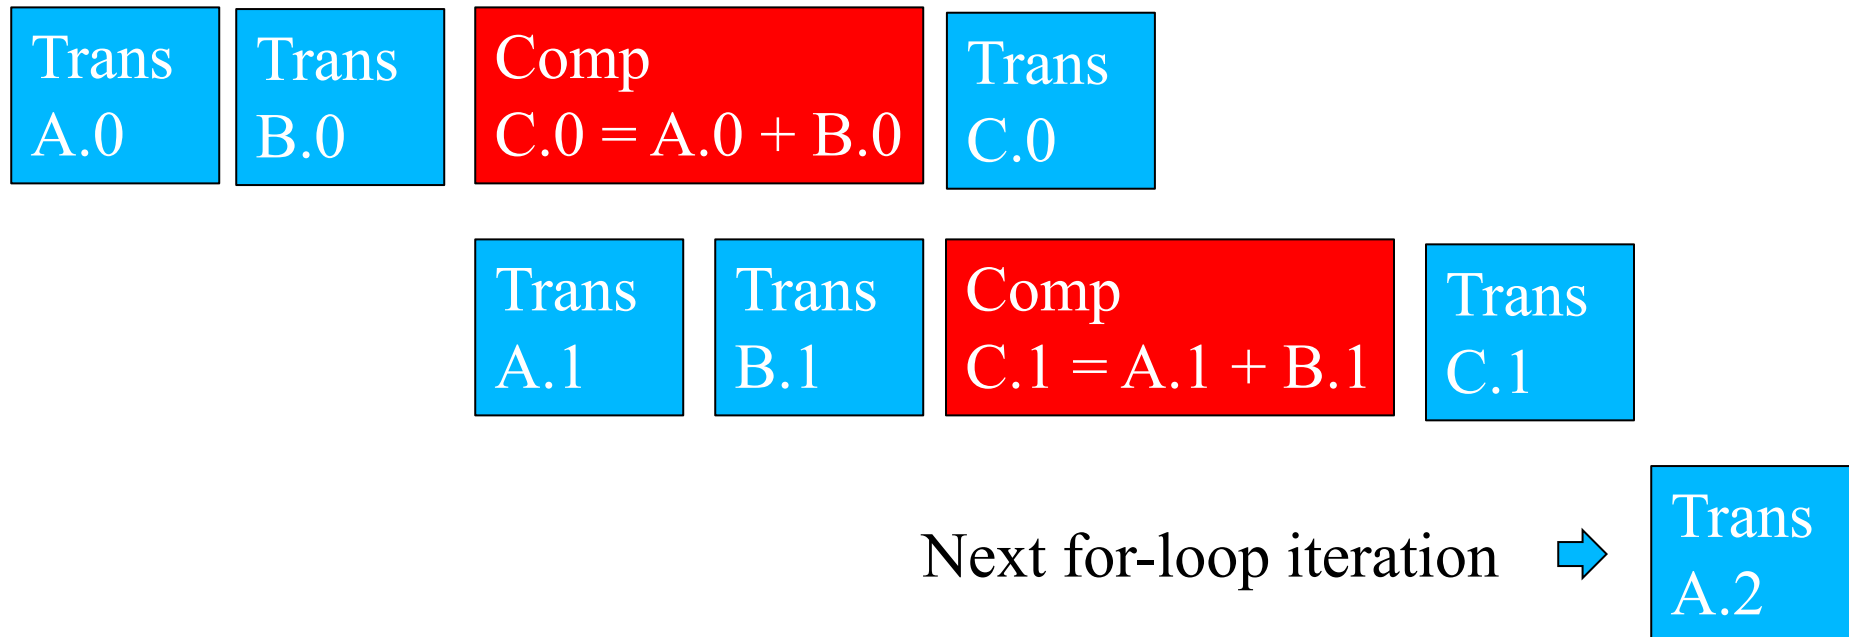 Trans
A.0
Trans
B.0
Comp
C.0 = A.0 + B.0
Trans
C.0
Trans
A.1
Trans
B.1
Comp
C.1 = A.1 + B.1
Trans
C.1
Next for-loop iteration
Trans
A.2